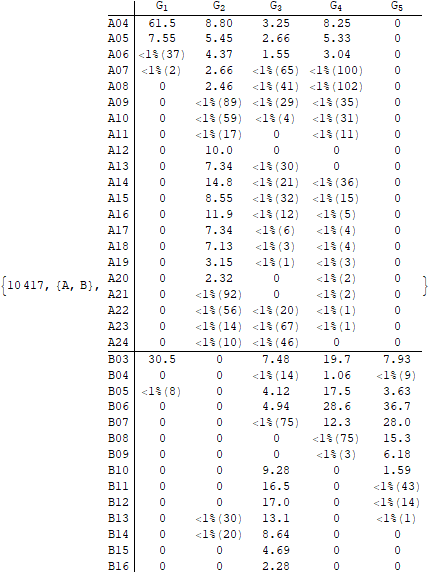 G1 G2 G3 G4 G5
A04 61.5 8.80 3.25 8.25 0
A05 7.55 5.45 2.66 5.33 0
A06 <1%(37) 4.37 1.55 3.04 0
A07 <1%(2) 2.66 <1%(65) <1%(100) 0
A08 0 2.46 <1%(41) <1%(102) 0
A09 0 <1%(89) <1%(29) <1%(35) 0
A10 0 <1%(59) <1%(4) <1%(31) 0
A11 0 <1%(17) 0 <1%(11) 0
A12 0 10.0 0 0 0
A13 0 7.34 <1%(30) 0 0
A14 0 14.8 <1%(21) <1%(36) 0
A15 0 8.55 <1%(32) <1%(15) 0
A16 0 11.9 <1%(12) <1%(5) 0
A17 0 7.34 <1%(6) <1%(4) 0
A18 0 7.13 <1%(3) <1%(4) 0
A19 0 3.15 <1%(1) <1%(3) 0
A20 0 2.32 0 <1%(2) 0
{10417, {A, B}, A21 0 <1%(92) 0 <1%(2) 0 }
A22 0 <1%(56) <1%(20) <1%(1) 0
A23 0 <1%(14) <1%(67) <1%(1) 0
A24 0 <1%(10) <1%(46) 0 0
B03 30.5 0 7.48 19.7 7.93
B04 0 0 <1%(14) 1.06 <1%(9)
B05 <1%(8) 0 4.12 17.5 3.63
B06 0 0 4.94 28.6 36.7
B07 0 0 <1%(75) 12.3 28.0
B08 0 0 0 <1%(75) 15.3
B09 0 0 0 <1%(3) 6.18
B10 0 0 9.28 0 1.59
B11 0 0 16.5 0 <1%(43)
B12 0 0 17.0 0 <1%(14)
B13 0 <1%(30) 13.1 0 <1%(1)
B14 0 <1%(20) 8.64 0 0
B15 0 0 4.69 0 0
B16 0 0 2.28 0 0